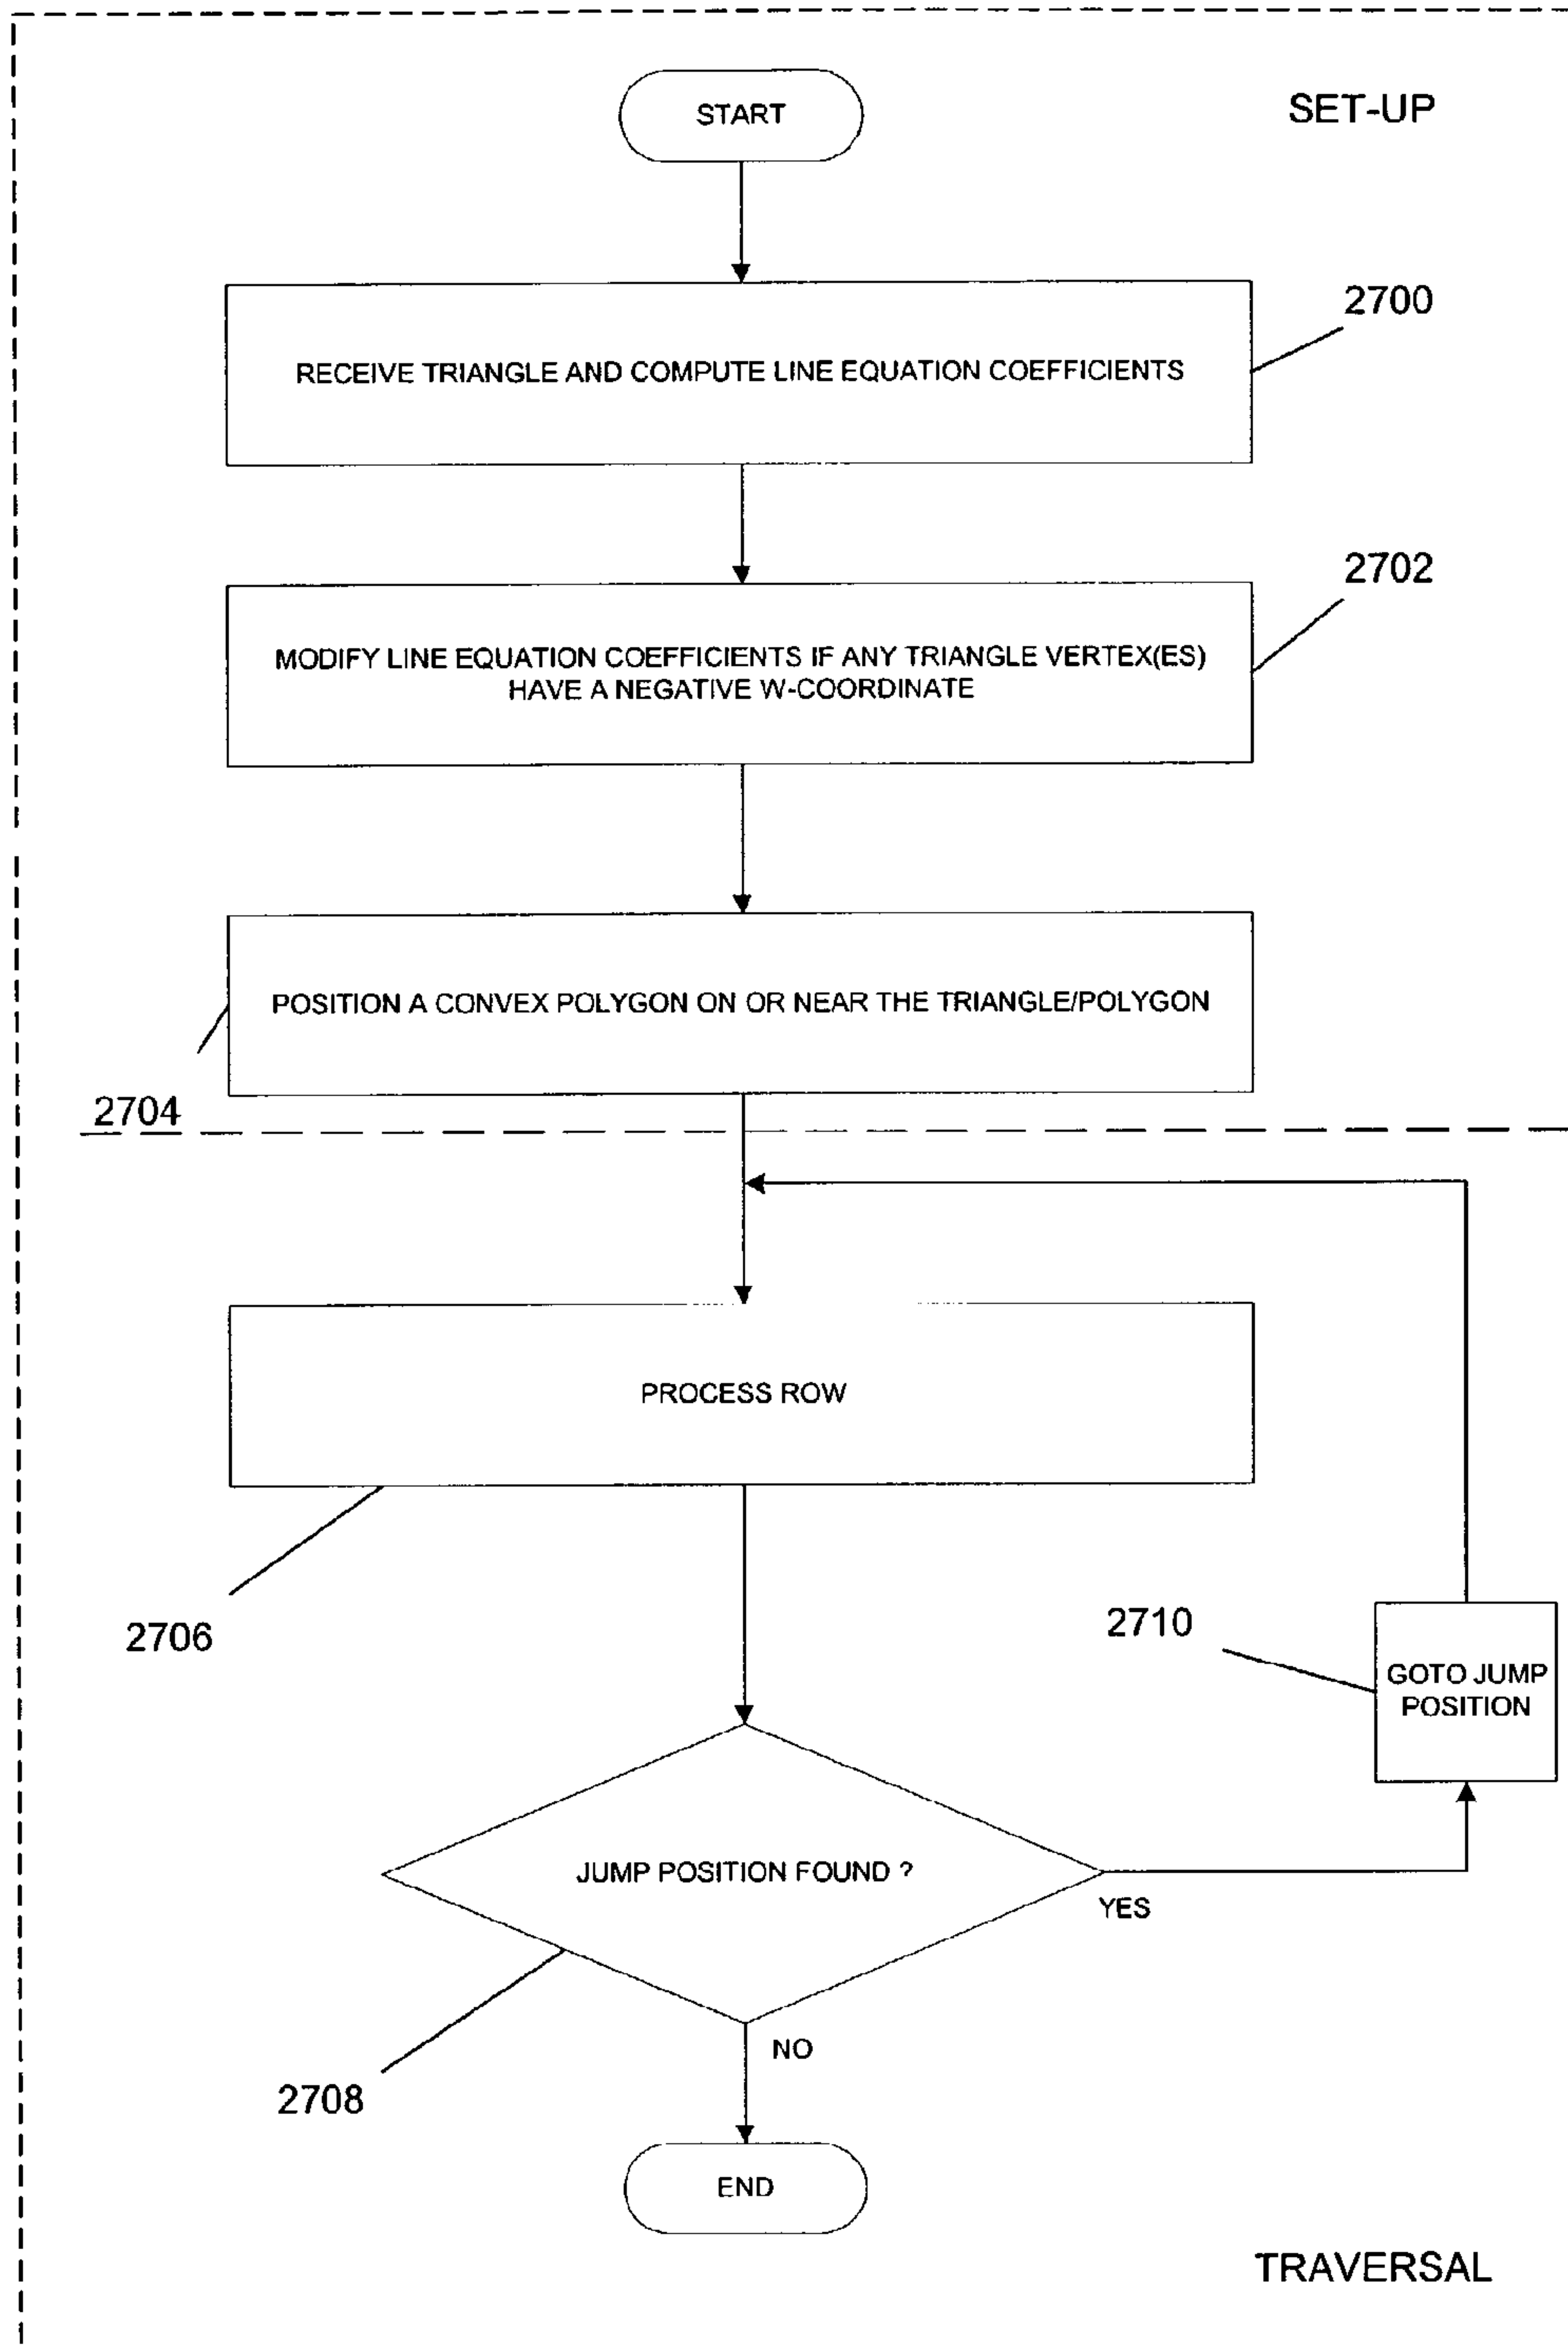 START
SET-UP
2700
RECEIVE TRIANGLE AND COMPUTE LINE EQUATION COEFFICIENTS
2702
MODIFY LINE EQUATION COEFFICIENTS IF ANY TRIANGLE VERTEX(ES)
HAVE A NEGATIVE W-COORDINATE
POSITION A CONVEX POLYGON ON OR NEAR THE TRIANGLE/POLYGON
2704
PROCESS ROW
2706
2710
GOTO JUMP
POSITION
JUMP POSITION FOUND ?
YES
NO
2708
END
TRAVERSAL